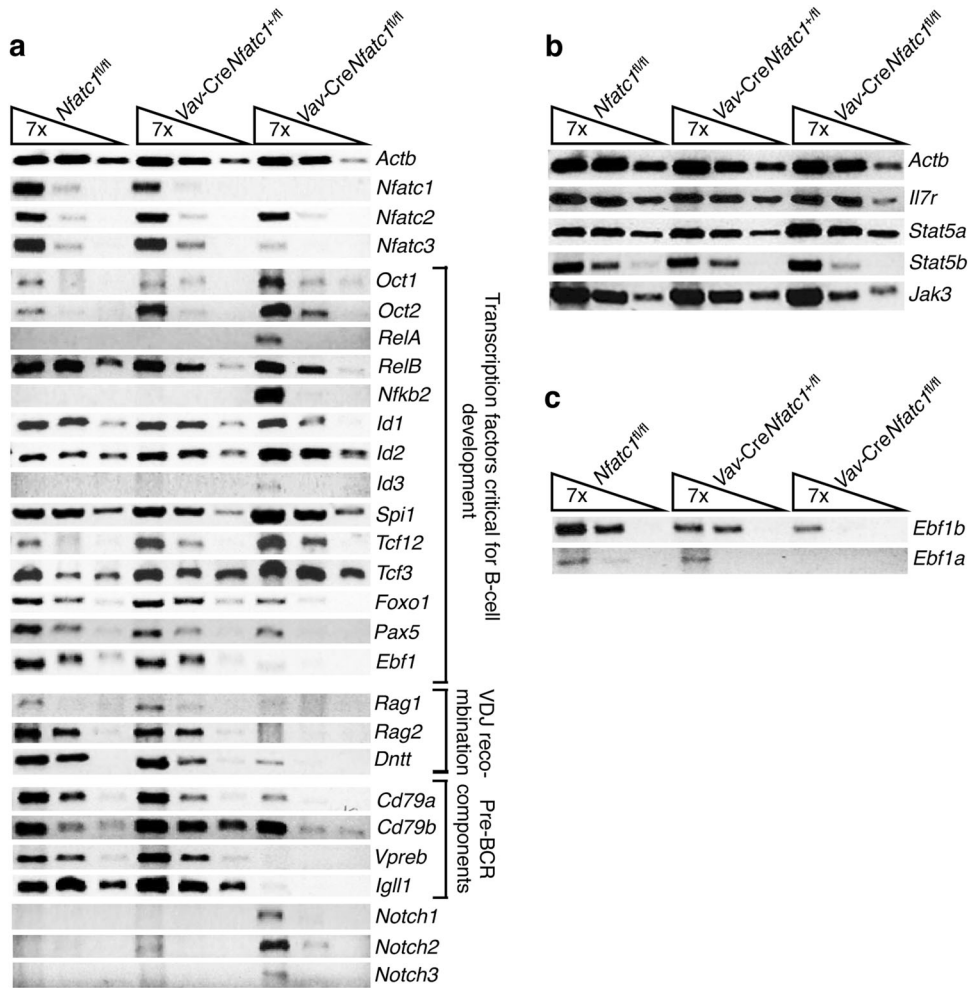 a
Nfatc1fl/fl
Vav-CreNfatc1+/fl
Vav-CreNfatc1fl/fl
7x
7x
7x
Actb
Nfatc1
Nfatc2
Nfatc3
Oct1
Oct2
RelA
RelB
Nfkb2
Id1
Id2
Id3
Spi1
Tcf12
Tcf3
Foxo1
Pax5
Ebf1
Transcription factors critical for B-cell
development
Rag1
Rag2
Dntt
VDJ reco-
mbination
Cd79a
Cd79b
Vpreb
Igll1
Pre-BCR
components
Notch1
Notch2
Notch3
b
Nfatc1fl/fl
Vav-CreNfatc1+/fl
Vav-CreNfatc1fl/fl
7x
7x
7x
Actb
Il7r
Stat5a
Stat5b
Jak3
c
Nfatc1fl/fl
Vav-CreNfatc1+/fl
Vav-CreNfatc1fl/fl
7x
7x
7x
Ebf1b
Ebf1a